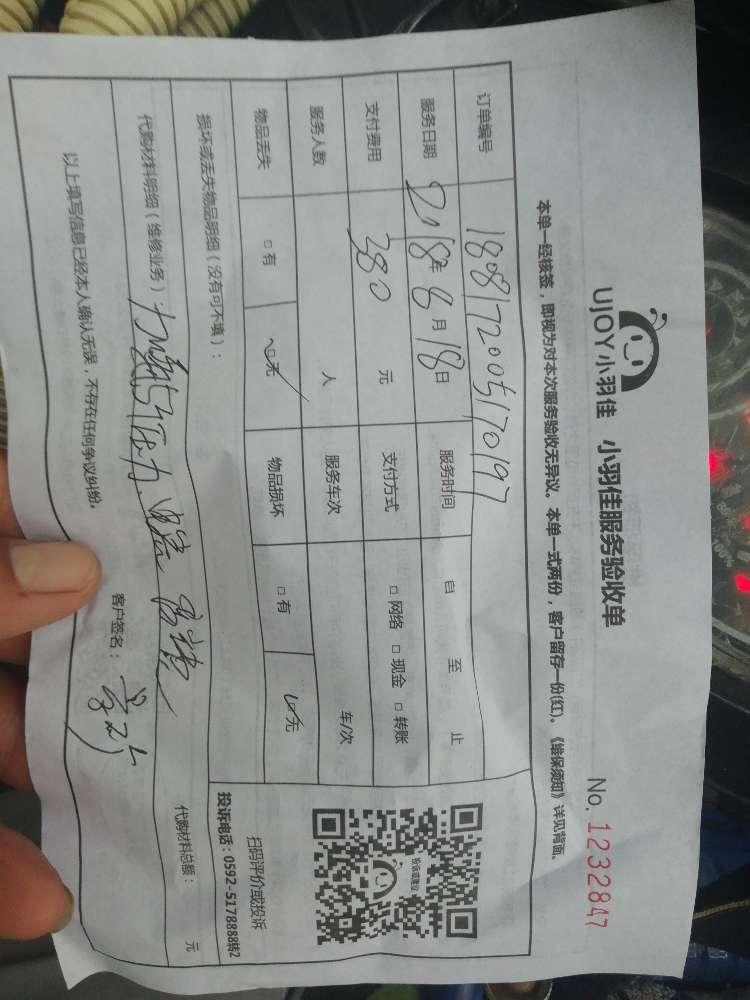 UJOY小羽佳 小羽佳服务验收单 No. 1232847
本单一经核签，即视为对本次服务验收无异议。本单一式两份，客户留存一份(红)。《维保须知》详见背面。
订单编号 1808172005170197
服务日期 2018年8月18日 服务时间 自 至 止
支付费用 380 元 支付方式 □网络 □现金 □转账
服务人数 人 服务车次 车/次
物品丢失 □有 □无 物品损坏 □有 □无
损坏或丢失物品明细（没有可不填）：
代购材料明细（维修业务）： 代购材料总额： 元
以上填写信息已经本人确认无误，不存在任何争议纠纷。 客户签名：
投诉或建议
扫码评价或投诉
投诉电话：0592-5178888转2